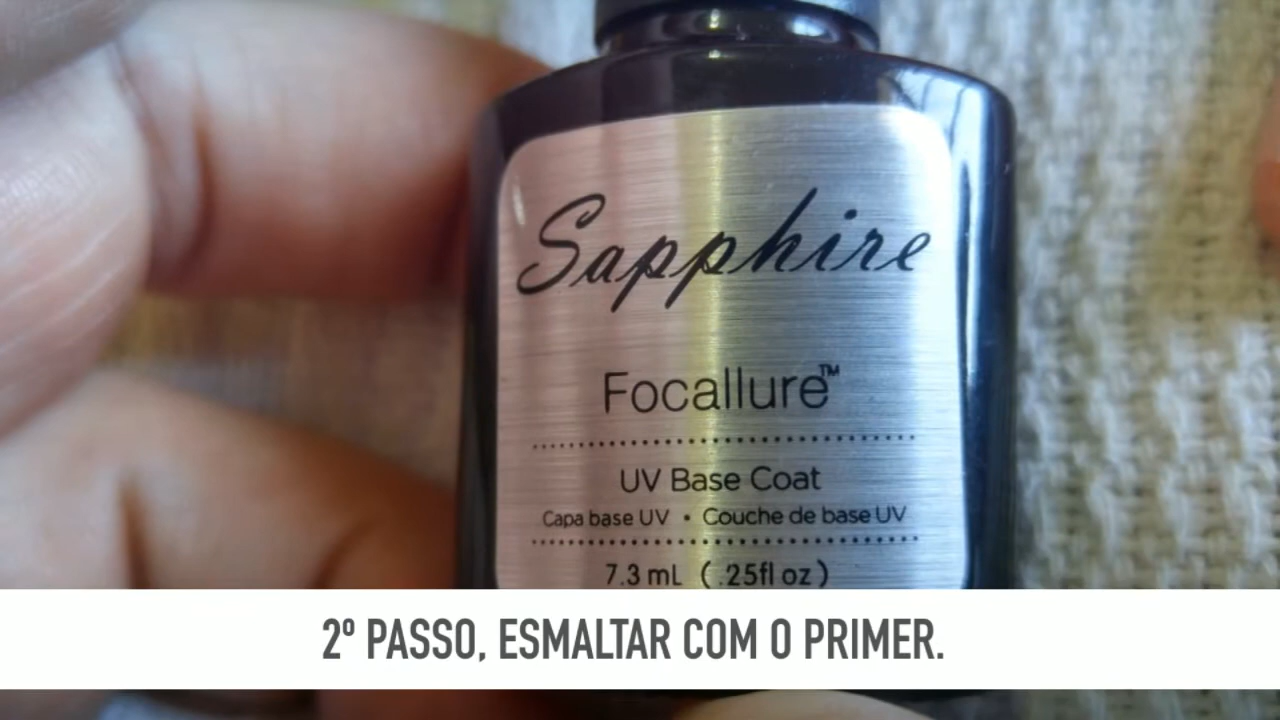 Sapphire
Focallure™
UV Base Coat
Capa base UV • Couche de base UV
7.3 mL (.25fl oz)
2º PASSO, ESMALTAR COM O PRIMER.